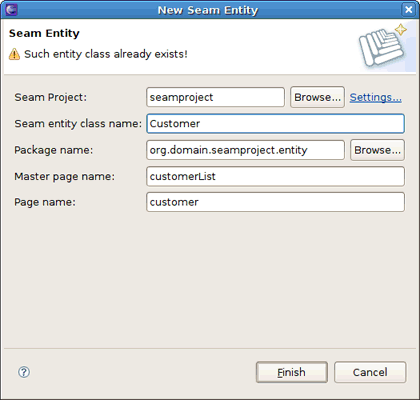 New Seam Entity
Seam Entity
Such entity class already exists!
Seam Project: seamproject Browse... Settings...
Seam entity class name: Customer
Package name: org.domain.seamproject.entity Browse...
Master page name: customerList
Page name: customer
? Finish Cancel